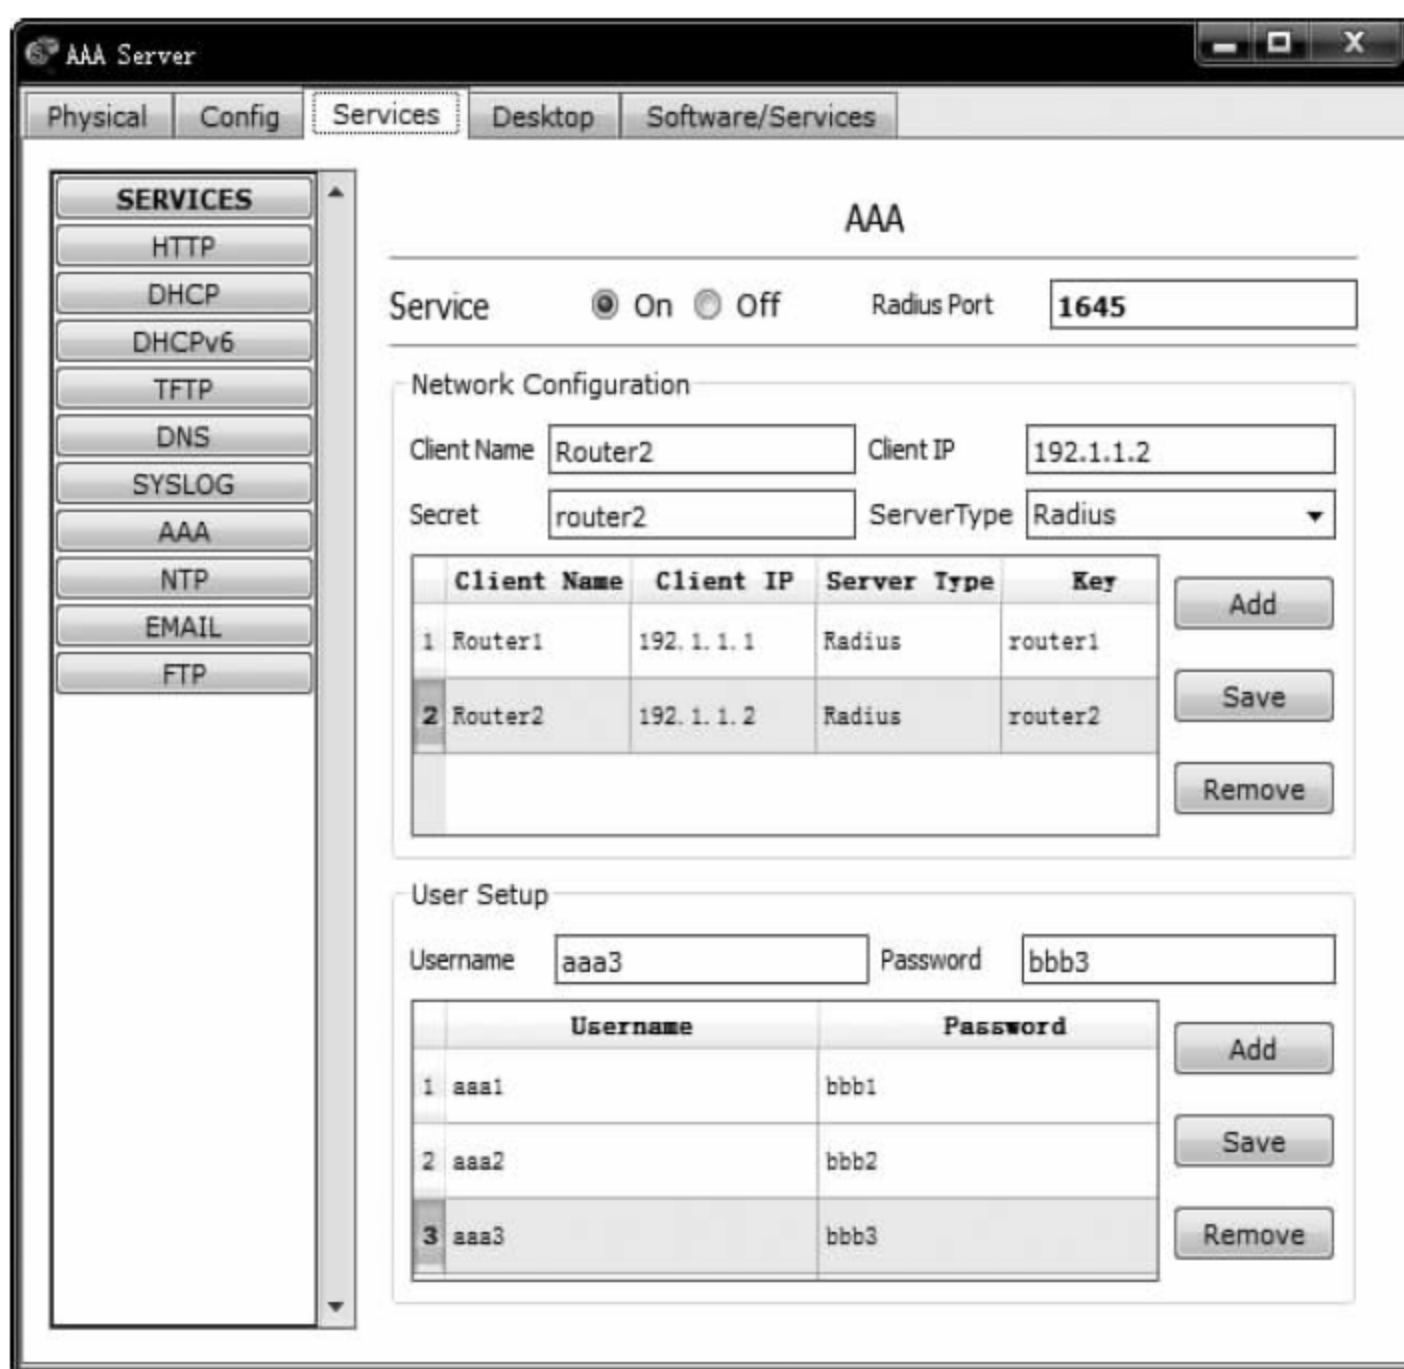 AAA Server
Physical Config Services Desktop Software/Services
SERVICES
HTTP
DHCP
DHCPv6
TFTP
DNS
SYSLOG
AAA
NTP
EMAIL
FTP
AAA
Service On Off Radius Port 1645
Network Configuration
Client Name Router2 Client IP 192.1.1.2
Secret router2 ServerType Radius
Client Name Client IP Server Type Key
1 Router1 192.1.1.1 Radius router1
2 Router2 192.1.1.2 Radius router2
Add
Save
Remove
User Setup
Username aaa3 Password bbb3
Username Password
1 aaa1 bbb1
2 aaa2 bbb2
3 aaa3 bbb3
Add
Save
Remove